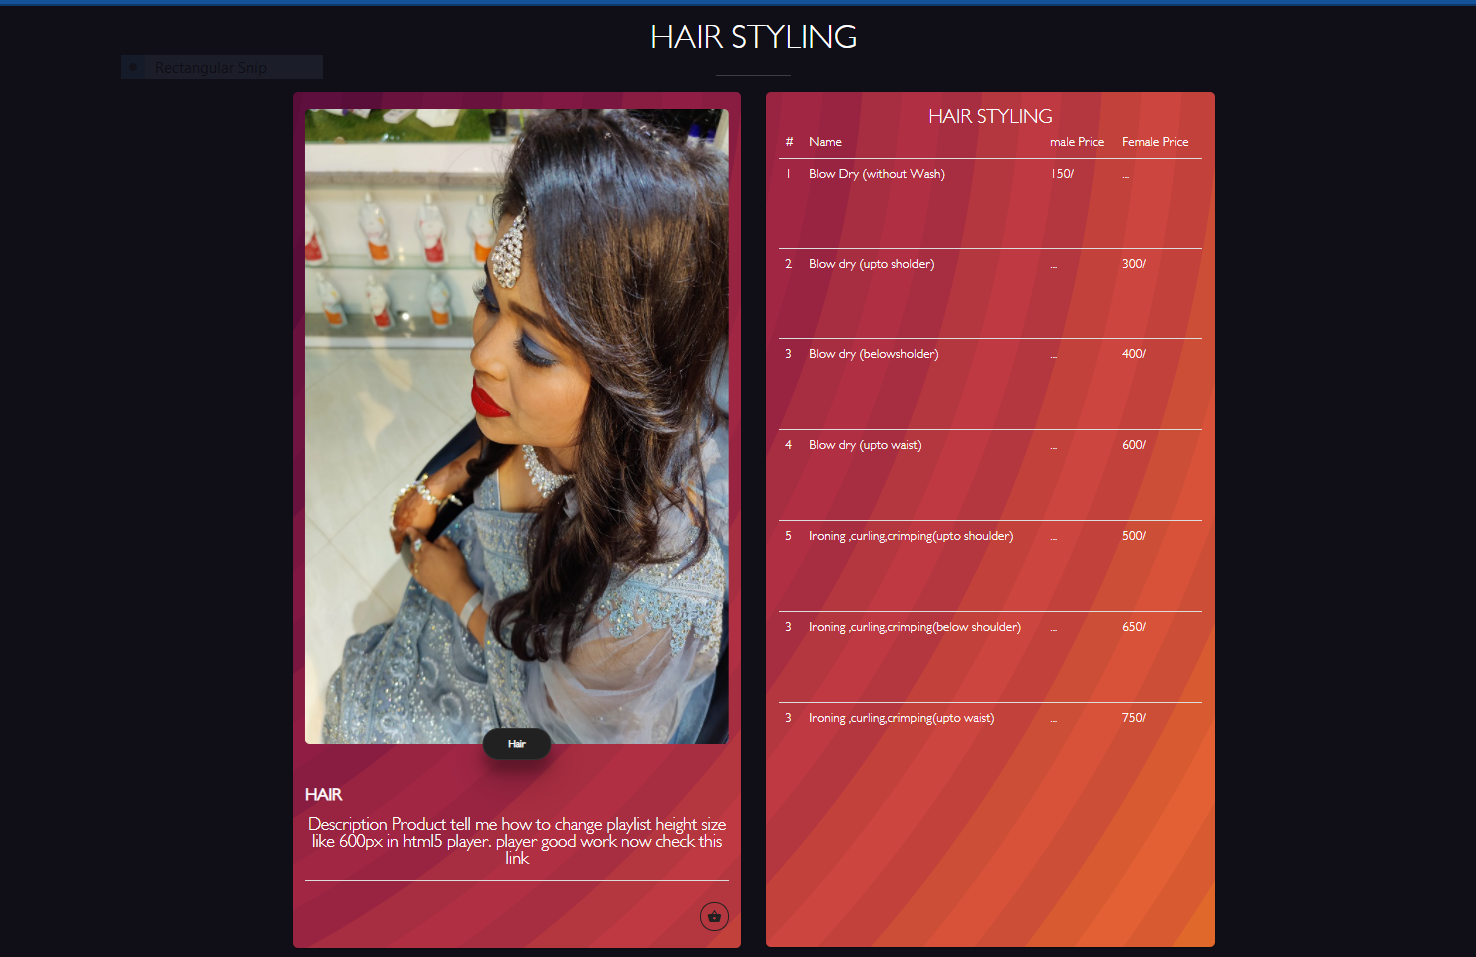 HAIR STYLING
Rectangular Snip
Hair
HAIR
Description Product tell me how to change playlist height size
like 600px in html5 player. player good work now check this
link
HAIR STYLING
# Name male Price Female Price
1 Blow Dry (without Wash) 150/ ...
2 Blow dry (upto sholder) ... 300/
3 Blow dry (belowsholder) ... 400/
4 Blow dry (upto waist) ... 600/
5 Ironing ,curling,crimping(upto shoulder) ... 500/
3 Ironing ,curling,crimping(below shoulder) ... 650/
3 Ironing ,curling,crimping(upto waist) ... 750/